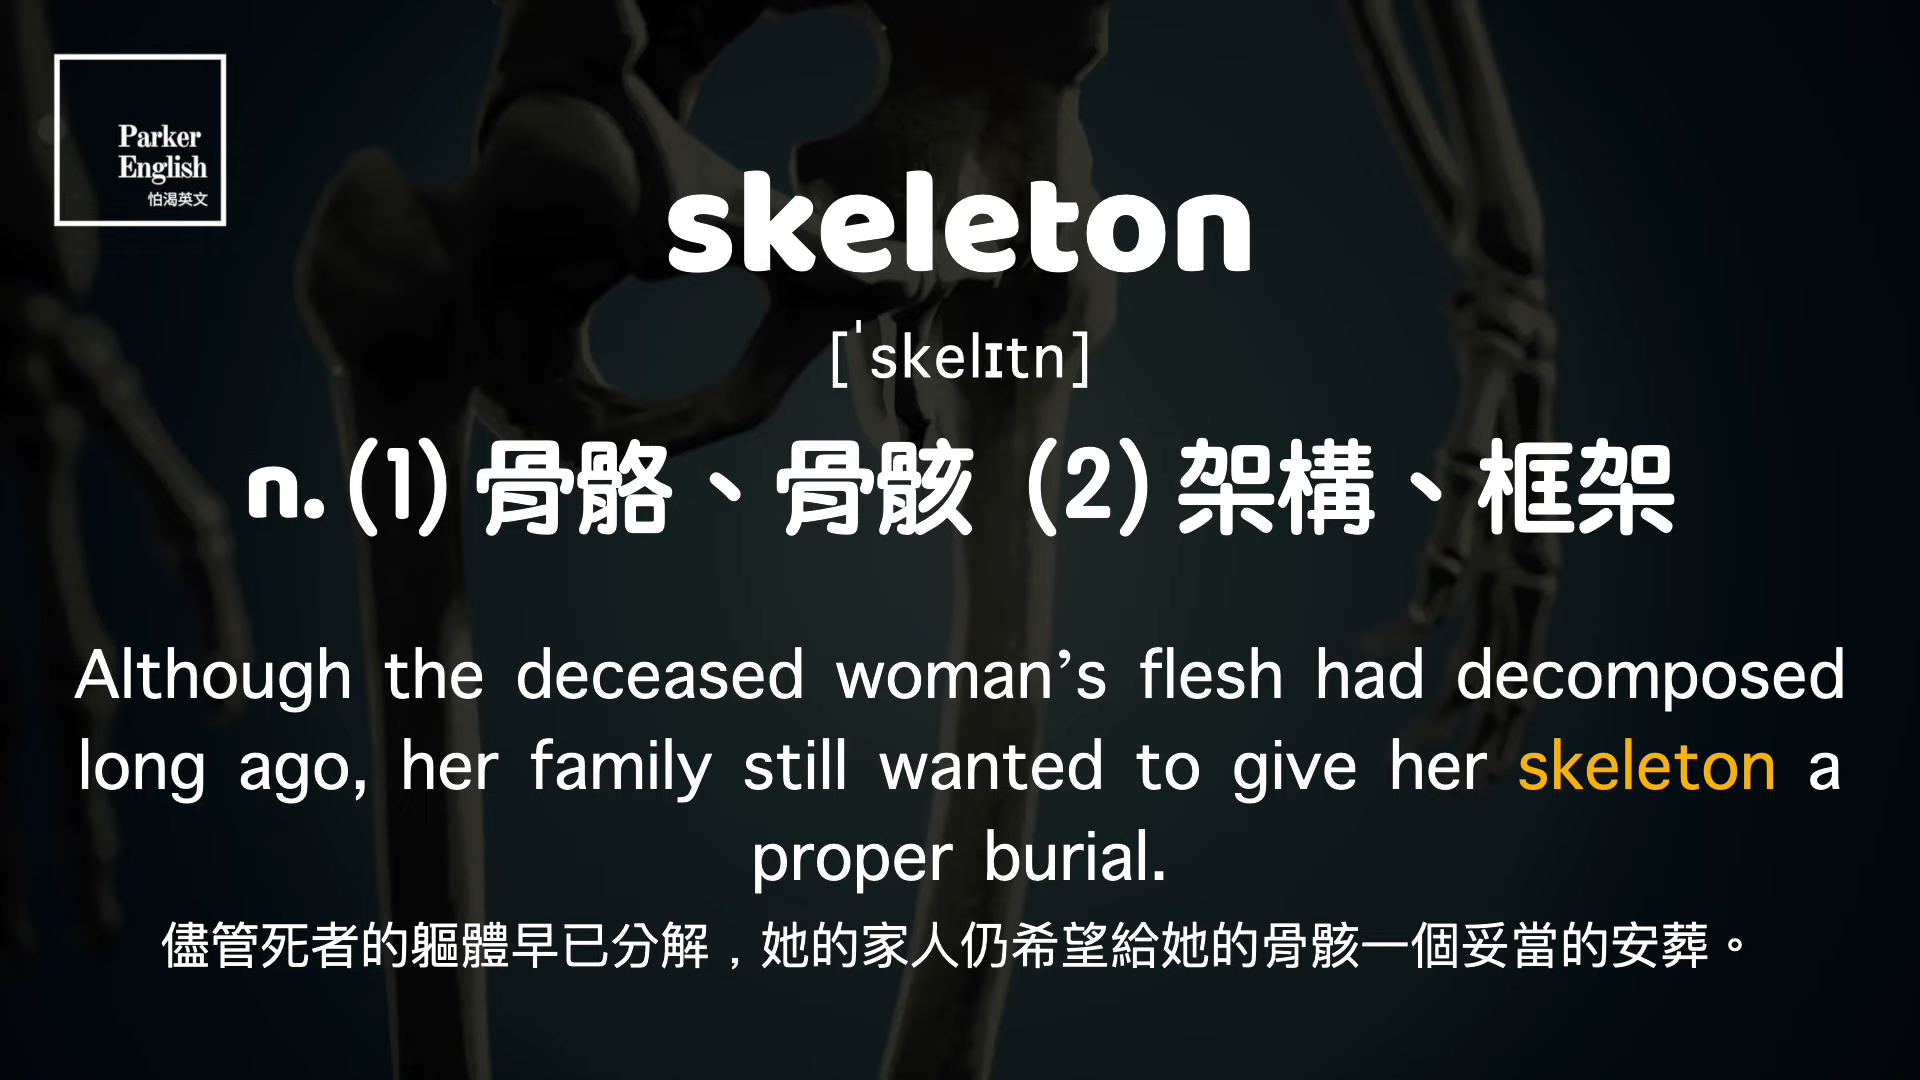 Parker
English
怕渴英文
skeleton
[ˈskelɪtn]
n. (1) 骨骼、骨骸 (2) 架構、框架
Although the deceased woman’s flesh had decomposed
long ago, her family still wanted to give her skeleton a
proper burial.
儘管死者的軀體早已分解，她的家人仍希望給她的骨骸一個妥當的安葬。